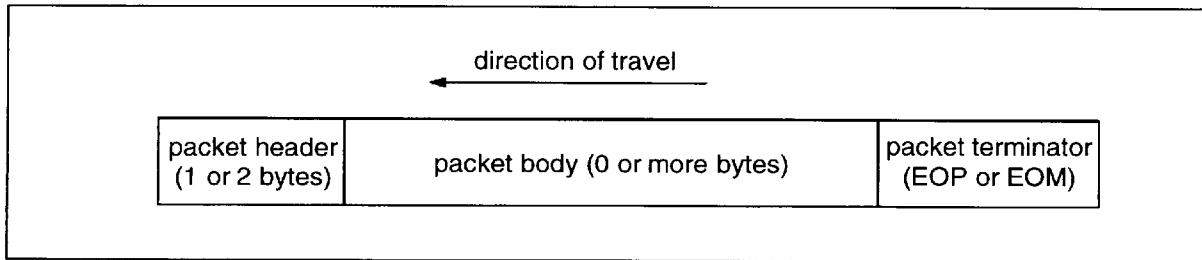 direction of travel
packet header
(1 or 2 bytes)
packet body (0 or more bytes)
packet terminator
(EOP or EOM)